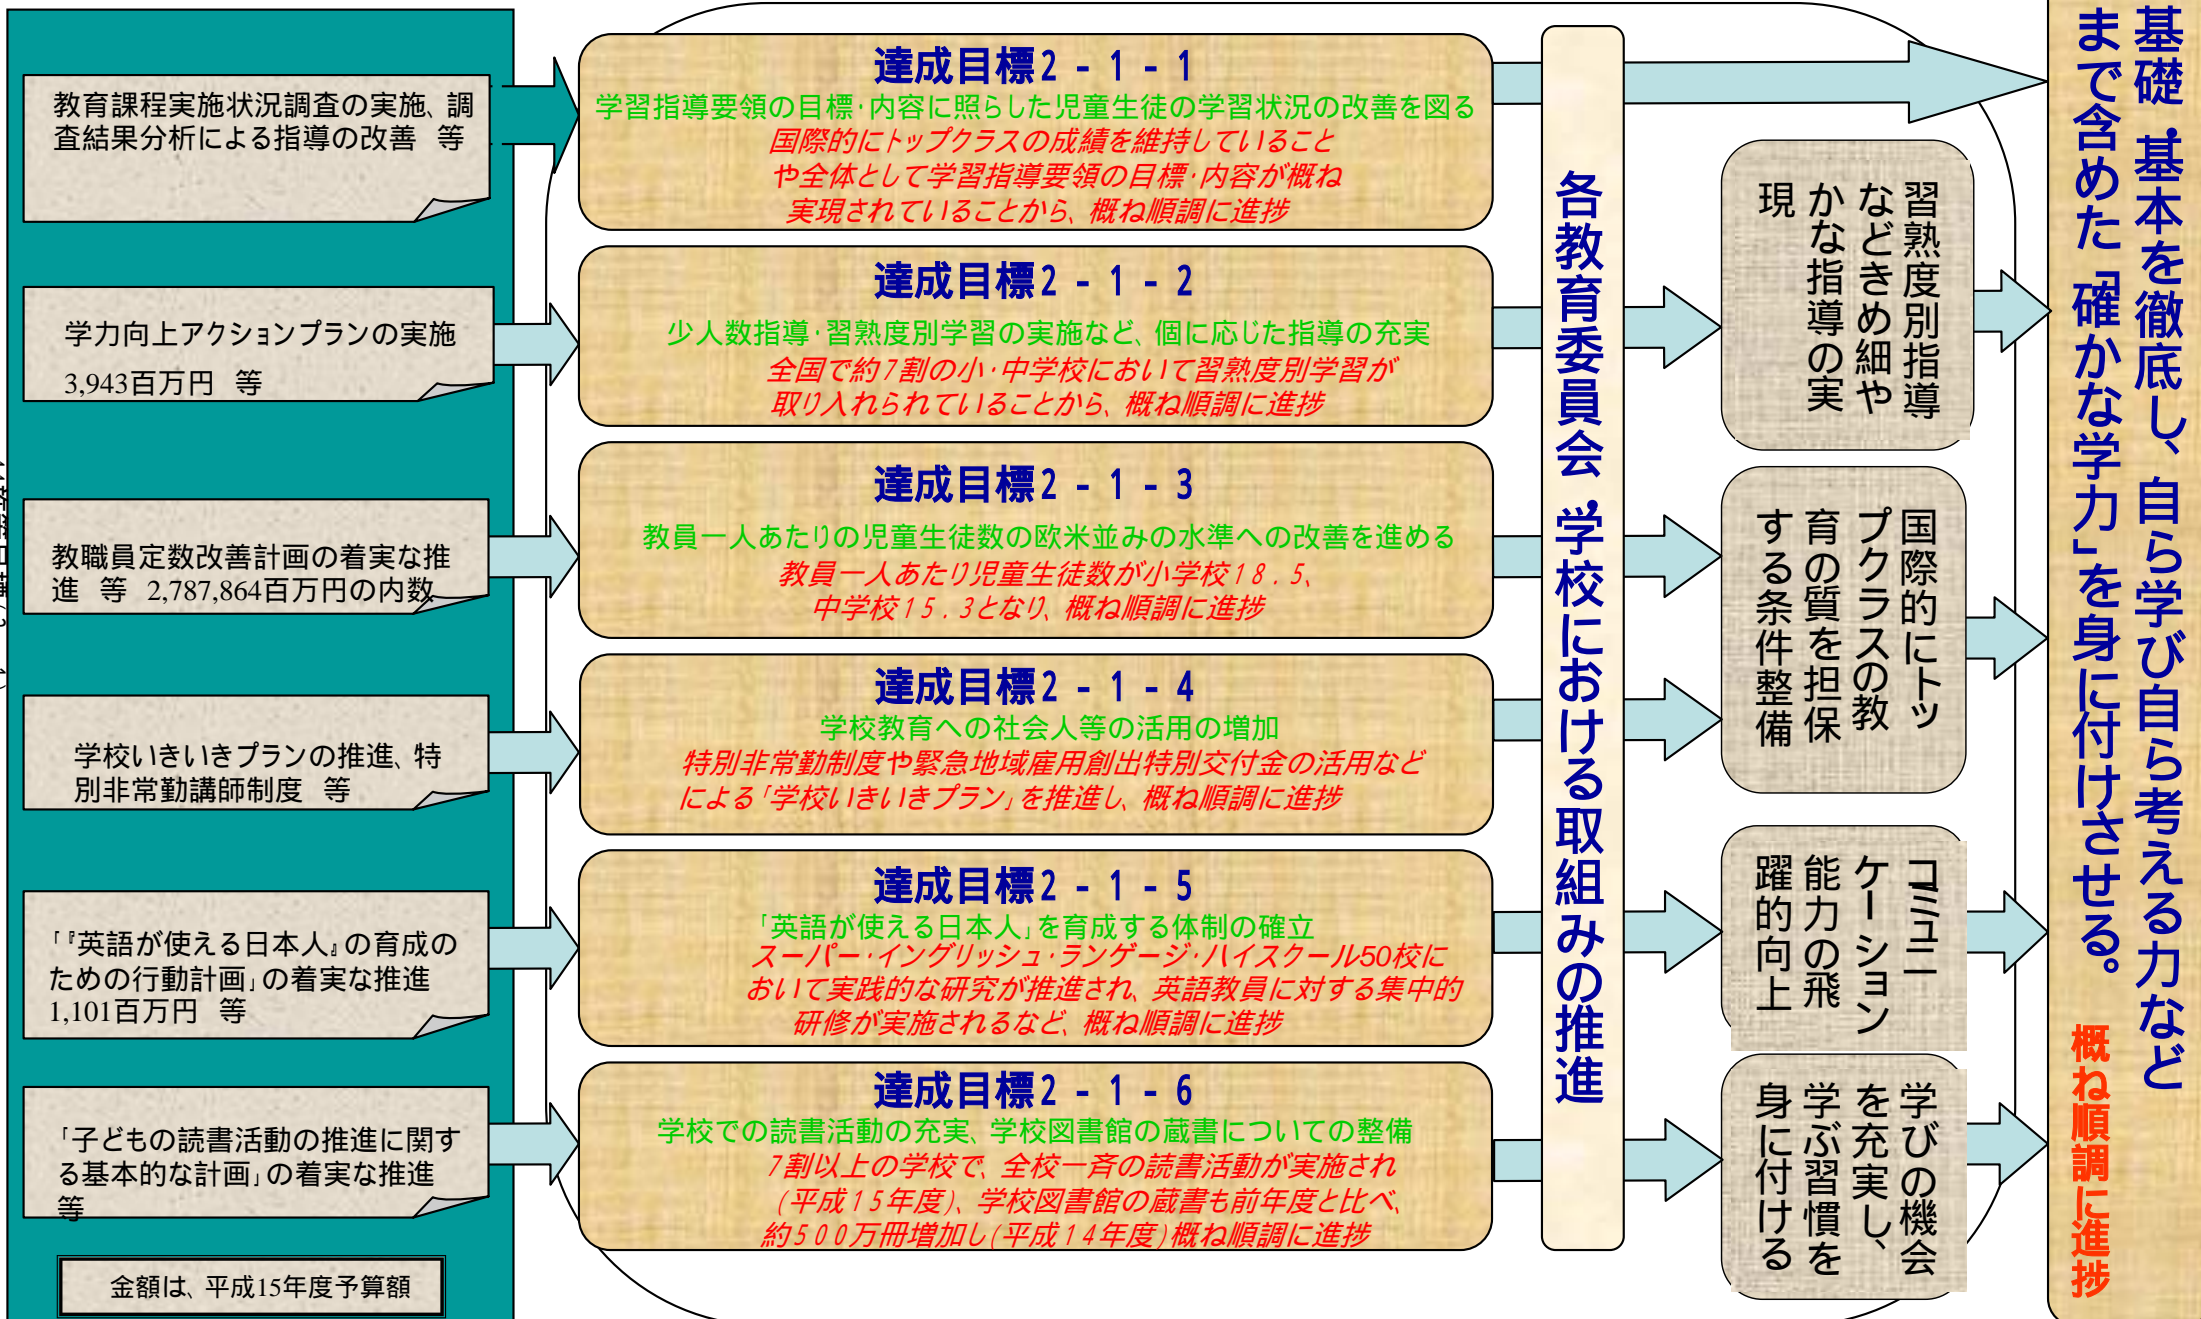 教育課程実施状況調査の実施、調
査結果分析による指導の改善 等
学力向上アクションプランの実施
3,943百万円 等
教職員定数改善計画の着実な推
進 等 2,787,864百万円の内数
学校いきいきプランの推進、特
別非常勤講師制度 等
「『英語が使える日本人』の育成の
ための行動計画」の着実な推進
1,101百万円 等
「子どもの読書活動の推進に関す
る基本的な計画」の着実な推進
等
金額は、平成15年度予算額
達成目標2-1-1
学習指導要領の目標・内容に照らした児童生徒の学習状況の改善を図る
国際的にトップクラスの成績を維持していること
や全体として学習指導要領の目標・内容が概ね
実現されていることから、概ね順調に進捗
達成目標2-1-2
少人数指導・習熟度別学習の実施など、個に応じた指導の充実
全国で約7割の小・中学校において習熟度別学習が
取り入れられていることから、概ね順調に進捗
達成目標2-1-3
教員一人あたりの児童生徒数の欧米並みの水準への改善を進める
教員一人あたり児童生徒数が小学校18.5、
中学校15.3となり、概ね順調に進捗
達成目標2-1-4
学校教育への社会人等の活用の増加
特別非常勤制度や緊急地域雇用創出特別交付金の活用など
による「学校いきいきプラン」を推進し、概ね順調に進捗
達成目標2-1-5
「英語が使える日本人」を育成する体制の確立
スーパー・イングリッシュ・ランゲージ・ハイスクール50校に
おいて実践的な研究が推進され、英語教員に対する集中的
研修が実施されるなど、概ね順調に進捗
達成目標2-1-6
学校での読書活動の充実、学校図書館の蔵書についての整備
7割以上の学校で、全校一斉の読書活動が実施され
(平成15年度)、学校図書館の蔵書も前年度と比べ、
約500万冊増加し(平成14年度)概ね順調に進捗
各教育委員会、学校における取組みの推進
習熟度別指導
などきめ細や
かな指導の実
現
国際的にトッ
プクラスの教
育の質を担保
する条件整備
コミュニ
ケーション
能力の飛
躍的向上
学びの機会
を充実し、
学ぶ習慣を
身に付ける
基礎・基本を徹底し、自ら学び自ら考える力など
まで含めた「確かな学力」を身に付けさせる。
概ね順調に進捗